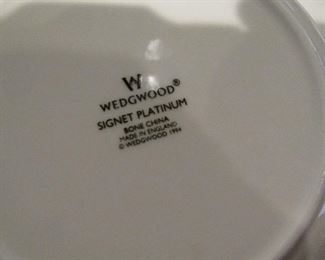 W
WEDGWOOD®
SIGNET PLATINUM
BONE CHINA
MADE IN ENGLAND
© WEDGWOOD 1994